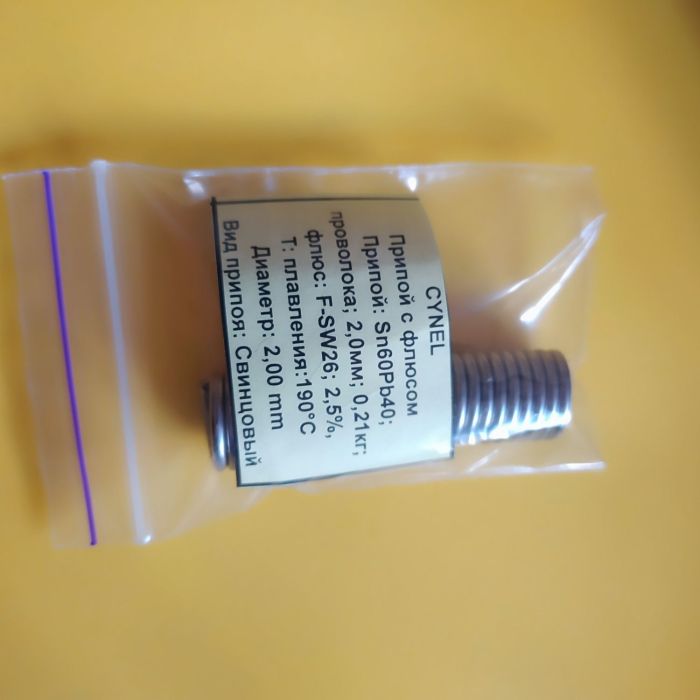 CYNEL
Припой с флюсом
Припой: Sn60Pb40;
проволока; 2,0мм; 0,21кг;
флюс: F-SW26; 2,5%,
Т: плавления:190°C
Диаметр: 2,00 mm
Вид припоя: Свинцовый